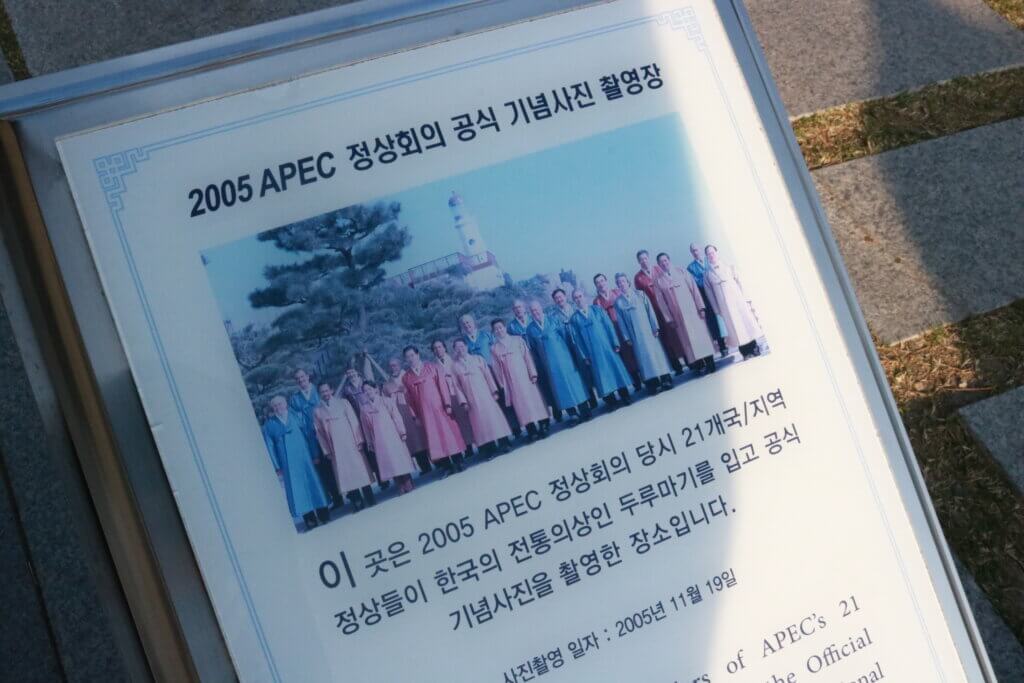 2005 APEC 정상회의 공식 기념사진 촬영장
이 곳은 2005 APEC 정상회의 당시 21개국/지역
정상들이 한국의 전통의상인 두루마기를 입고 공식
기념사진을 촬영한 장소입니다.
사진촬영 일자 : 2005년 11월 19일
of APEC's 21
the Official